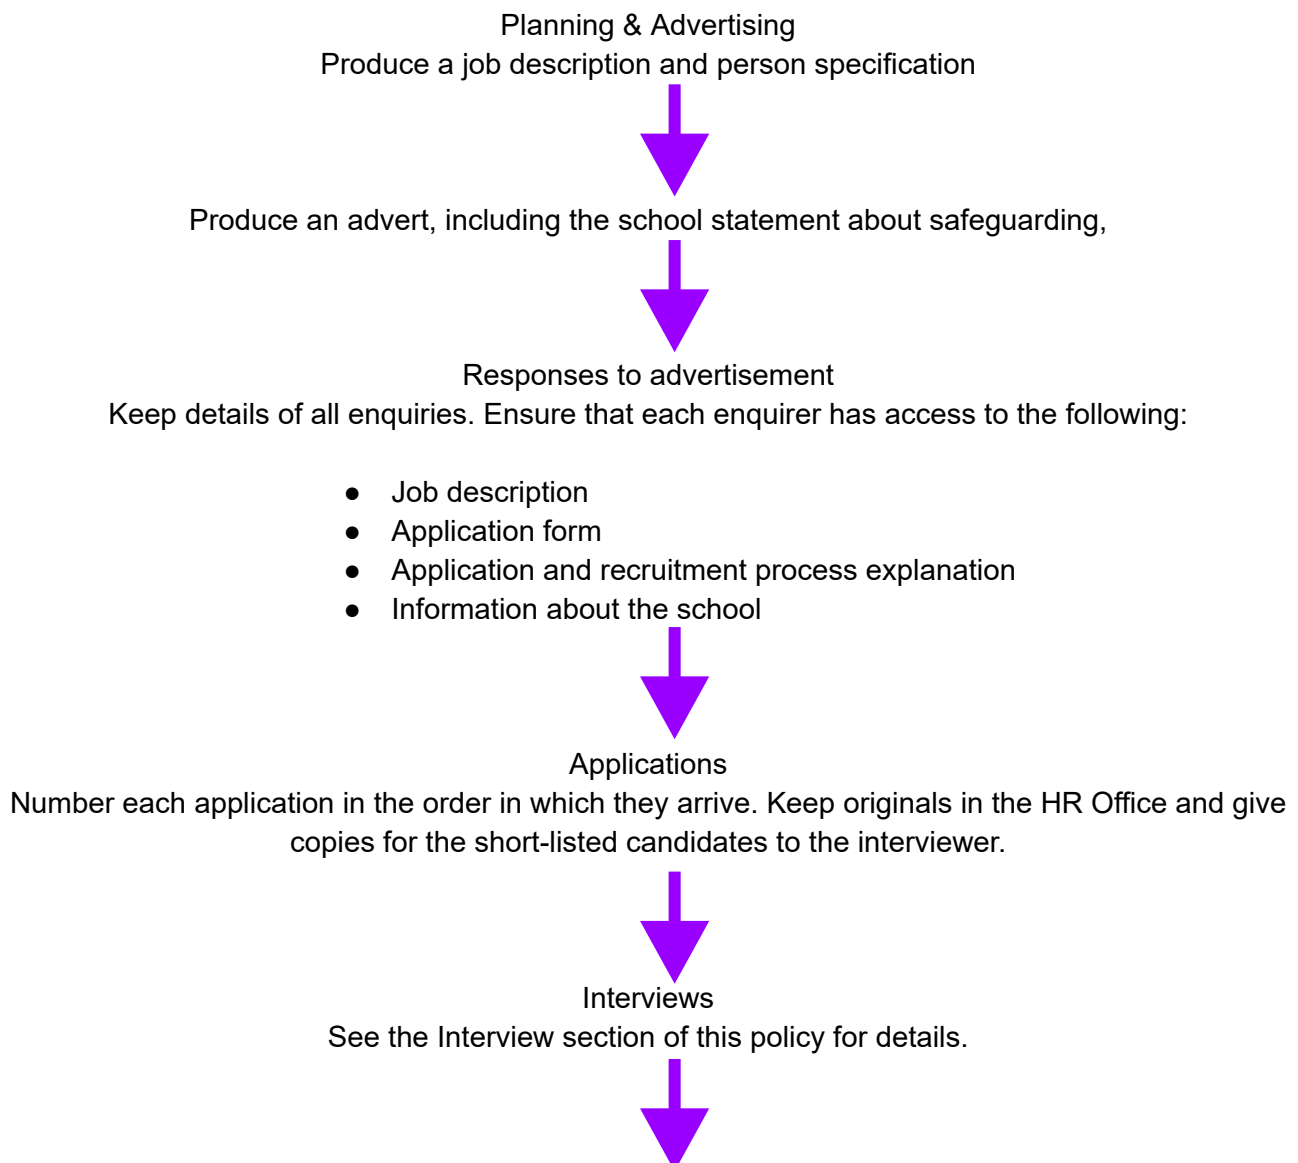 Planning & Advertising
Produce a job description and person specification
Produce an advert, including the school statement about safeguarding,
Responses to advertisement
Keep details of all enquiries. Ensure that each enquirer has access to the following:
● Job description
● Application form
● Application and recruitment process explanation
● Information about the school
Applications
Number each application in the order in which they arrive. Keep originals in the HR Office and give
copies for the short-listed candidates to the interviewer.
Interviews
See the Interview section of this policy for details.